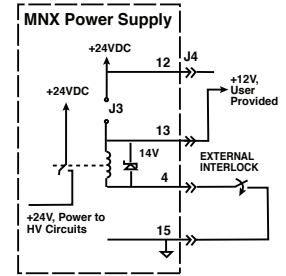 MNX Power Supply
+24VDC
12
J4
+24VDC
J3
+12V,
User
Provided
13
14V
EXTERNAL
INTERLOCK
4
+24V, Power to
HV Circuits
15